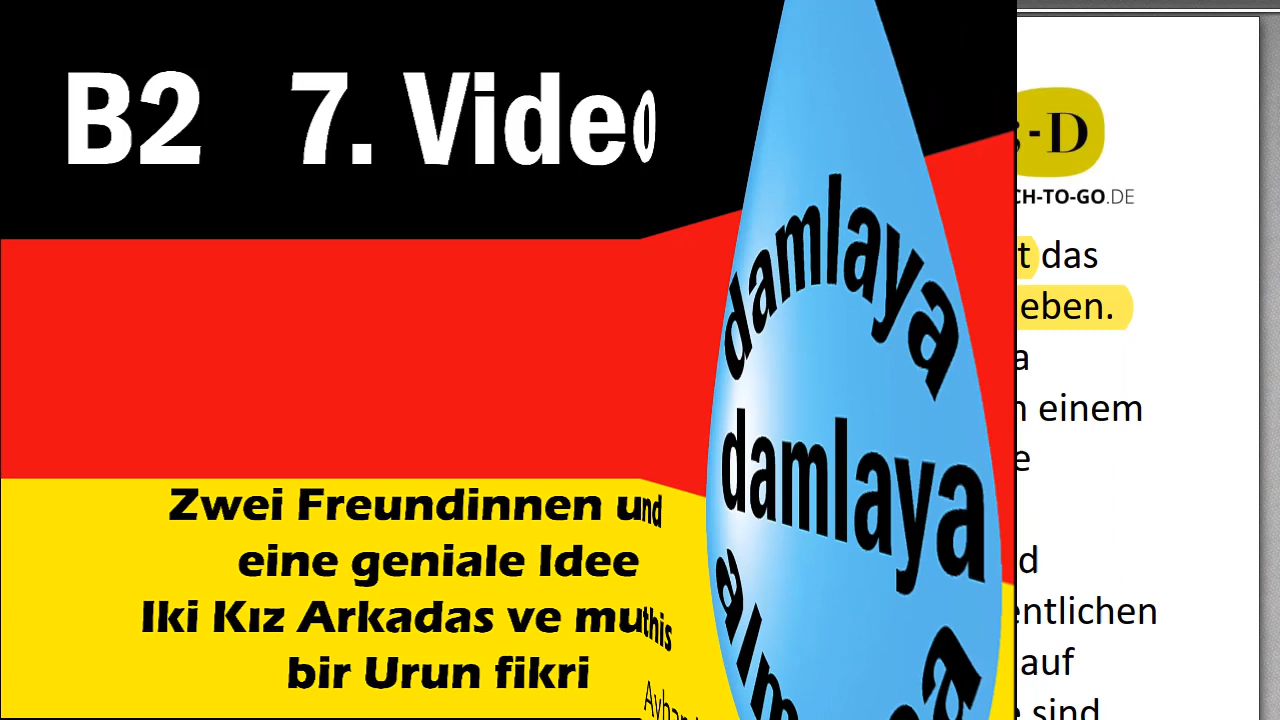 B2 7. Video
-D
CH-TO-GO.DE
das
eben.
einem
entlichen
auf
sind
damlaya
damlaya
Zwei Freundinnen und
eine geniale Idee
Iki Kız Arkadas ve muthis
bir Urun fikri